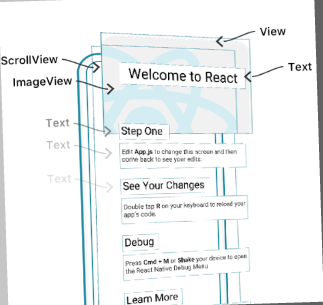 View
ScrollView
Text
ImageView
Welcome to React
Text
Step One
Text
Edit App.js to change this screen and then
come back to see your edits.
Text
See Your Changes
Double tap R on your keyboard to reload your
app's code.
Debug
Press Cmd + M or Shake your device to open
the React Native Debug Menu
Learn More